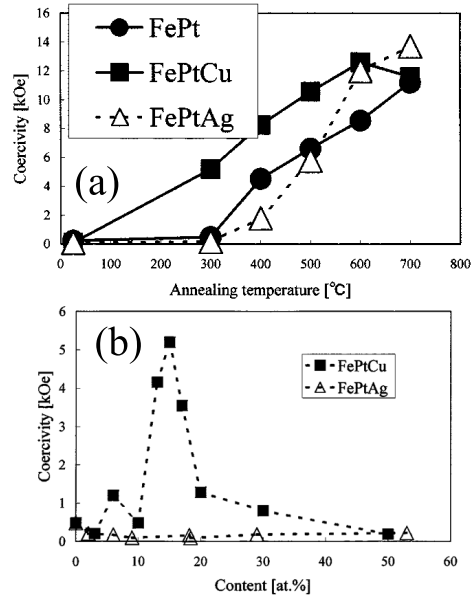 16
14
12
10
8
6
4
2
0
Coercivity [kOe]
FePt
FePtCu
FePtAg
(a)
0 100 200 300 400 500 600 700 800
Annealing temperature [℃]
6
5
4
3
2
1
0
Coercivity [kOe]
(b)
FePtCu
FePtAg
0 10 20 30 40 50 60
Content [at.%]